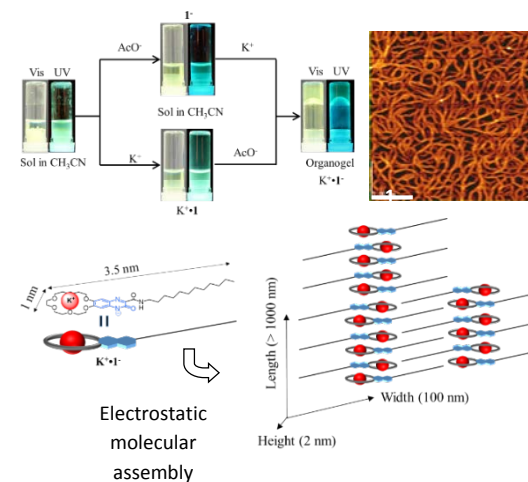 1⁻
AcO⁻
K⁺
Vis UV
Vis UV
Sol in CH₃CN
Sol in CH₃CN
K⁺
AcO⁻
Organogel
K⁺•1⁻
K⁺•1
1
3.5 nm
1 nm
K⁺
O
N
N
H
N
O
K⁺•1⁻
Electrostatic
molecular
assembly
Length (> 1000 nm)
Width (100 nm)
Height (2 nm)